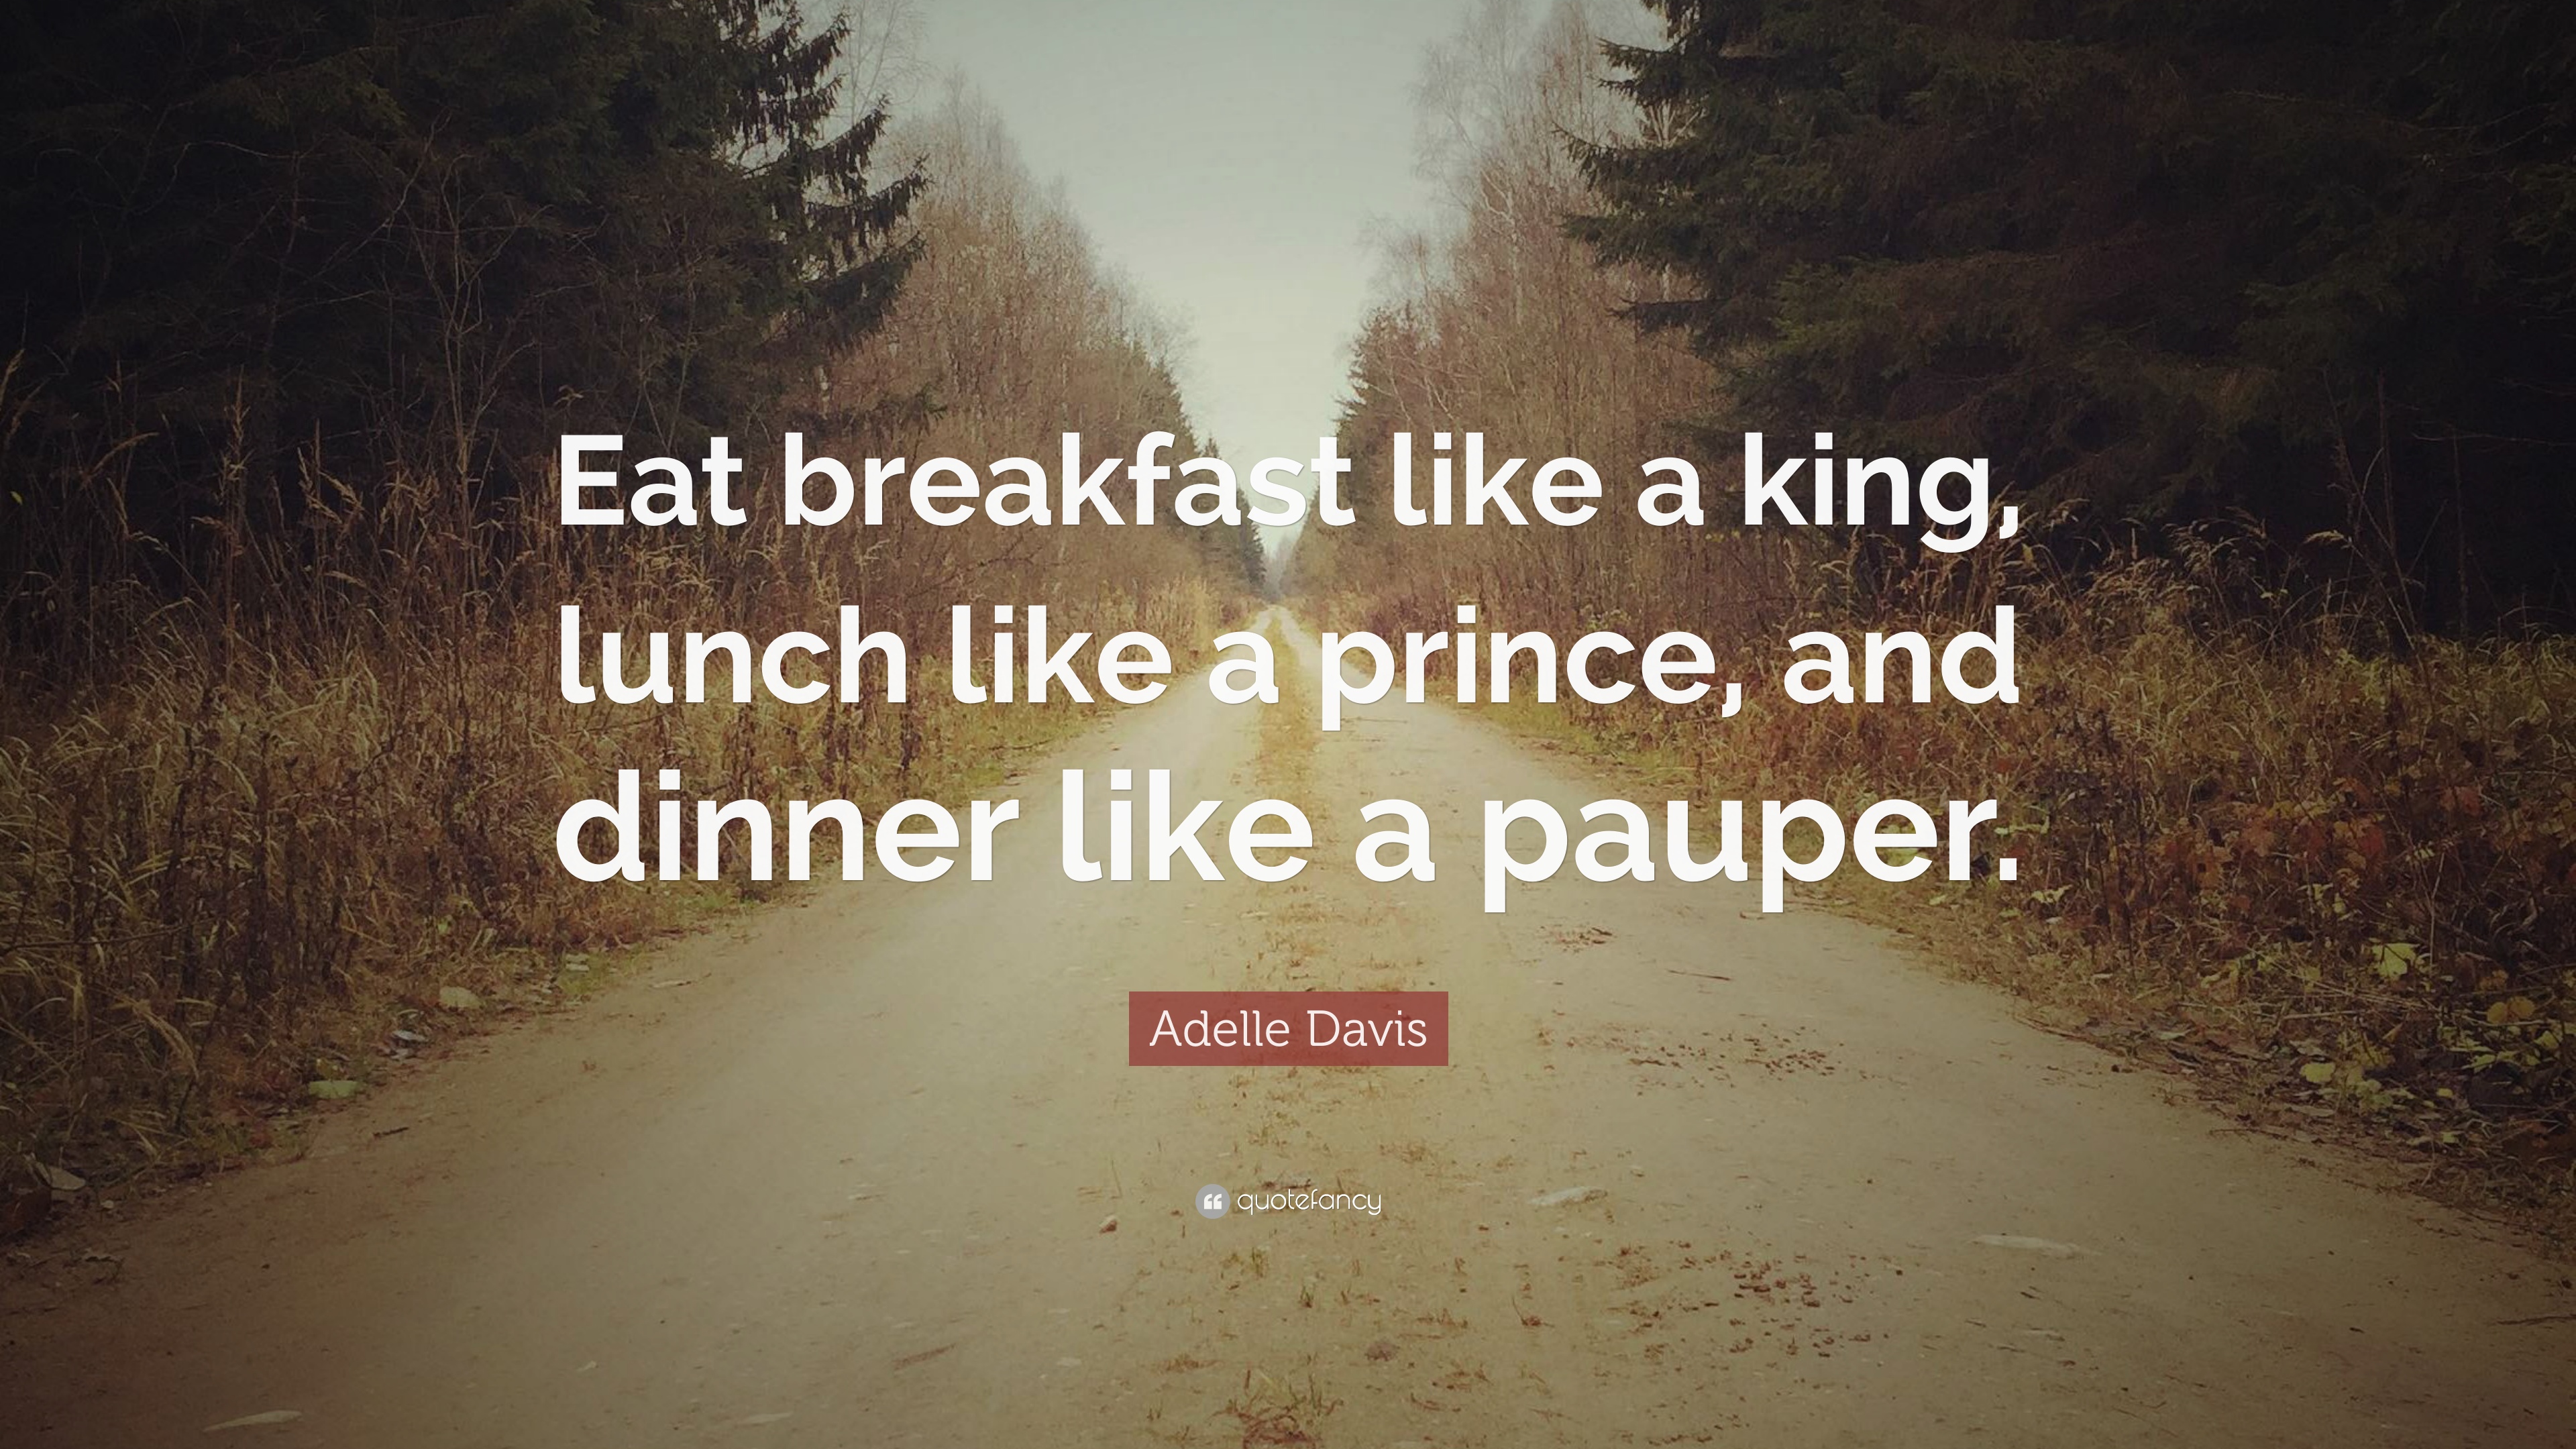 Eat breakfast like a king,
lunch like a prince, and
dinner like a pauper.
Adelle Davis
quotefancy